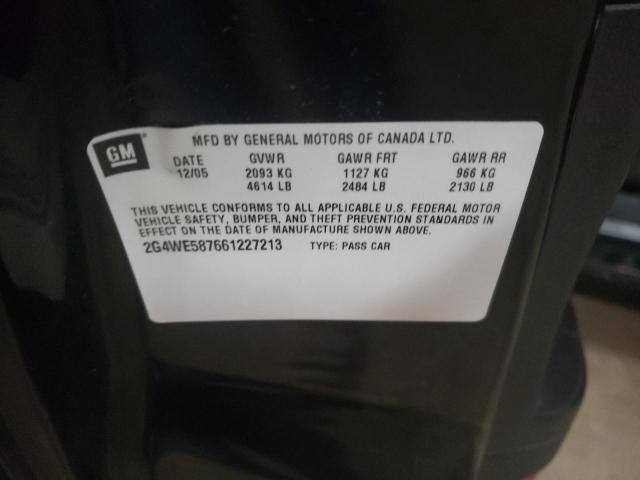 GM
MFD BY GENERAL MOTORS OF CANADA LTD.
DATE GVWR GAWR FRT GAWR RR
12/05 2093 KG 1127 KG 966 KG
4614 LB 2484 LB 2130 LB
THIS VEHICLE CONFORMS TO ALL APPLICABLE U.S. FEDERAL MOTOR
VEHICLE SAFETY, BUMPER, AND THEFT PREVENTION STANDARDS IN
EFFECT ON THE DATE OF MANUFACTURE SHOWN ABOVE.
2G4WE587661227213 TYPE: PASS CAR